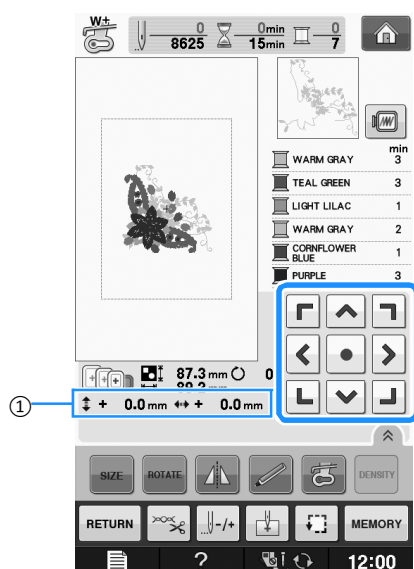 W+ 0 8625 0min 15min 0 7
min
WARM GRAY 3
TEAL GREEN 3
LIGHT LILAC 1
WARM GRAY 2
CORNFLOWER BLUE 1
PURPLE 3
87.3 mm 0
+ 0.0 mm + 0.0 mm
①
SIZE ROTATE DENSITY
RETURN -/+ MEMORY
? 12:00